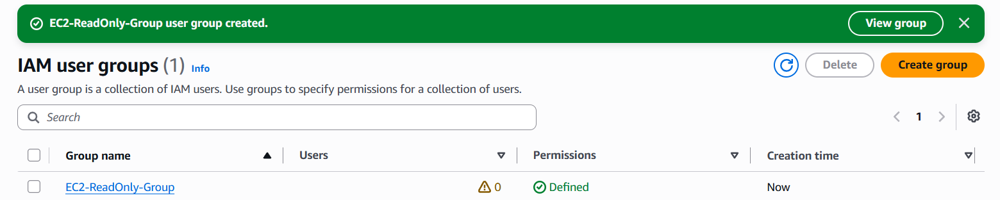 EC2-ReadOnly-Group user group created.
View group
IAM user groups (1) Info
Delete
Create group
A user group is a collection of IAM users. Use groups to specify permissions for a collection of users.
Search
1
Group name Users Permissions Creation time
EC2-ReadOnly-Group 0 Defined Now